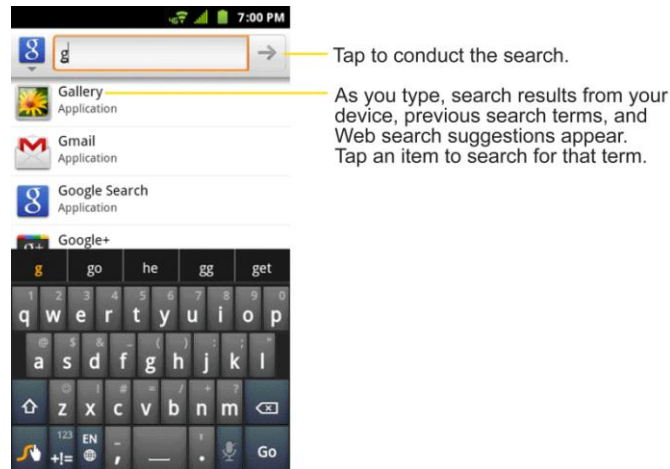 7:00 PM
8 g
Tap to conduct the search.
Gallery
Application
As you type, search results from your
device, previous search terms, and
Web search suggestions appear.
Tap an item to search for that term.
Gmail
Application
Google Search
Application
Google+
g go he gg get
1 2 3 4 5 6 7 8 9 0
q w e r t y u i o p
@ $ & _ ( ) : ; "
a s d f g h j k l
! # = / + ?
z x c v b n m
123 EN
+!= - , ' . Go